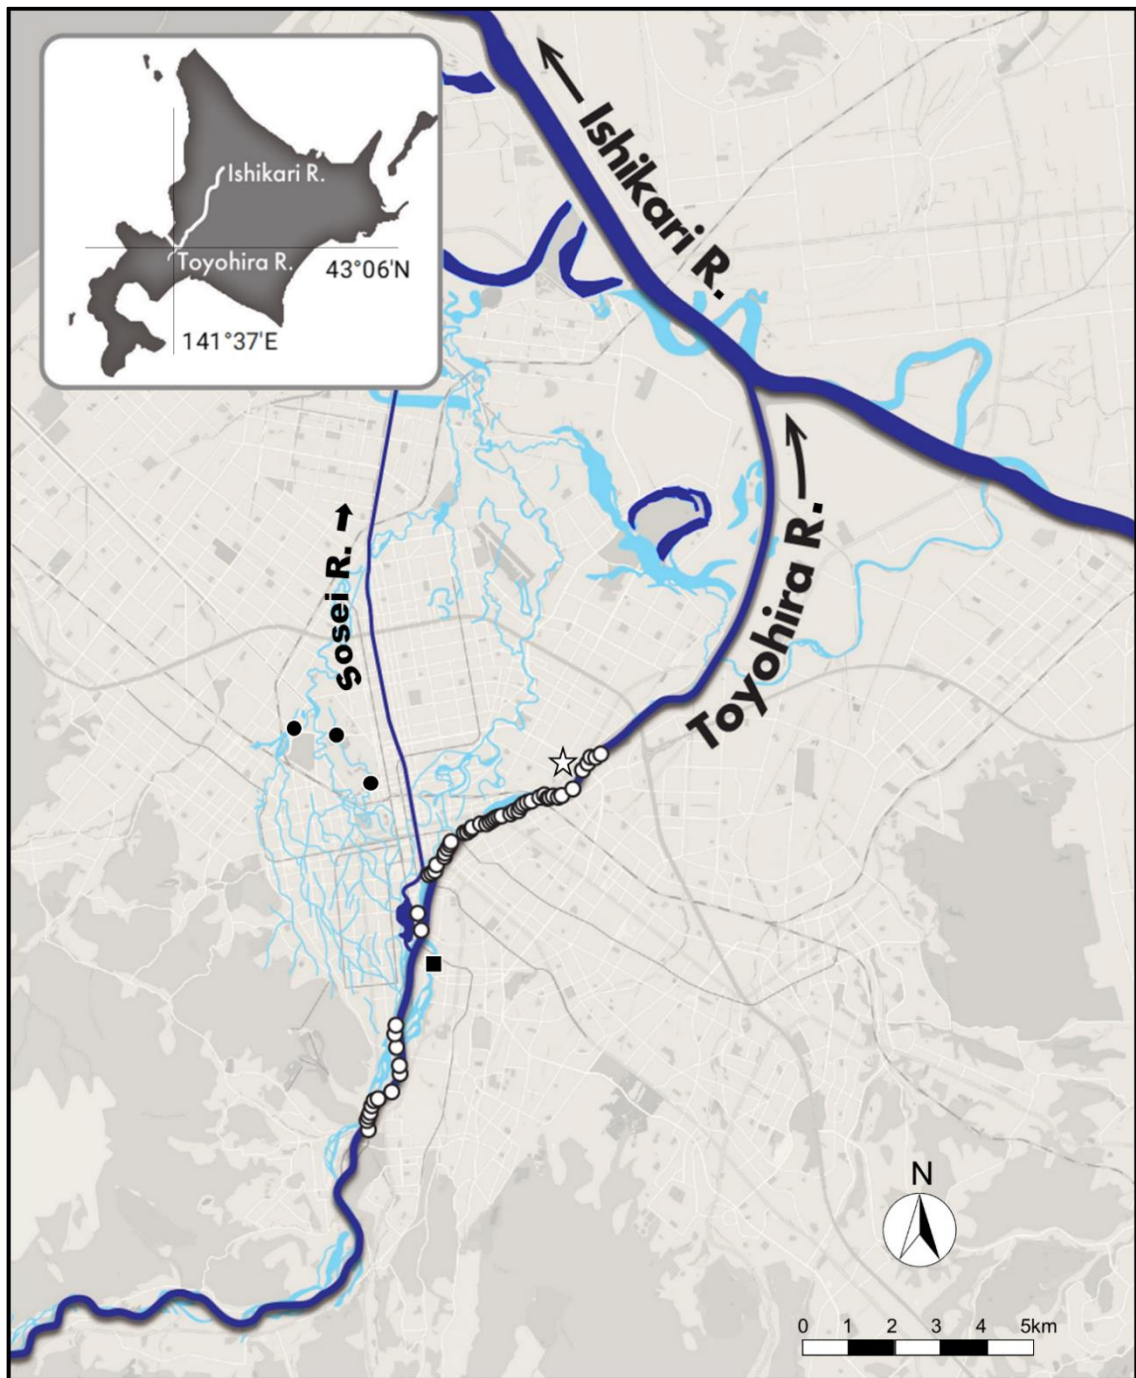 Ishikari R.
Toyohira R.
43°06'N
141°37'E
Ishikari R.
Sosei R.
Toyohira R.
N
0 1 2 3 4 5km